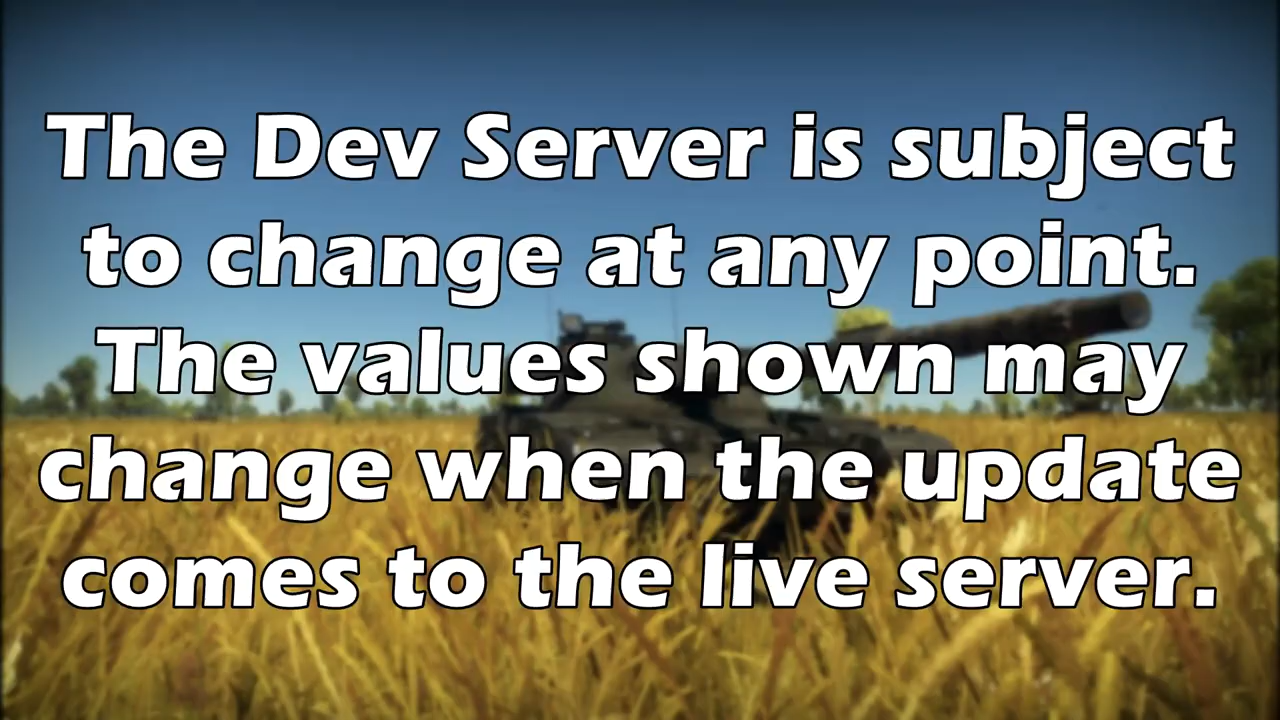 The Dev Server is subject
to change at any point.
The values shown may
change when the update
comes to the live server.